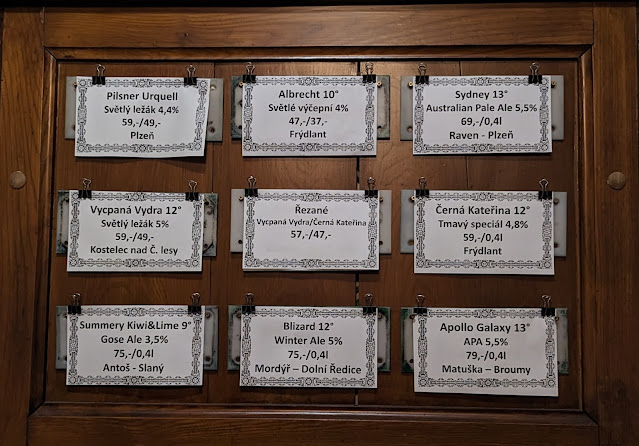 Pilsner Urquell
Světlý ležák 4,4%
59,-/49,-
Plzeň
Albrecht 10°
Světlé výčepní 4%
47,-/37,-
Frýdlant
Sydney 13°
Australian Pale Ale 5,5%
69,-/0,4l
Raven - Plzeň
Vycpaná Vydra 12°
Světlý ležák 5%
59,-/49,-
Kostelec nad Č. lesy
Řezané
Vycpaná Vydra/Černá Kateřina
57,-/47,-
Černá Kateřina 12°
Tmavý speciál 4,8%
59,-/0,4l
Frýdlant
Summery Kiwi&Lime 9°
Gose Ale 3,5%
75,-/0,4l
Antoš - Slaný
Blizard 12°
Winter Ale 5%
75,-/0,4l
Mordýř – Dolní Ředice
Apollo Galaxy 13°
APA 5,5%
79,-/0,4l
Matuška – Broumy